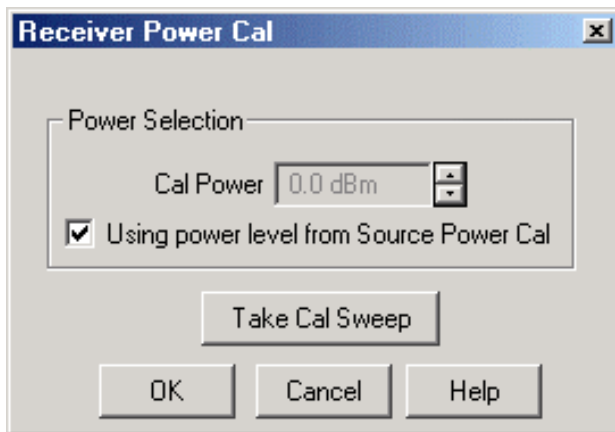 Receiver Power Cal
Power Selection
Cal Power 0.0 dBm
Using power level from Source Power Cal
Take Cal Sweep
OK Cancel Help